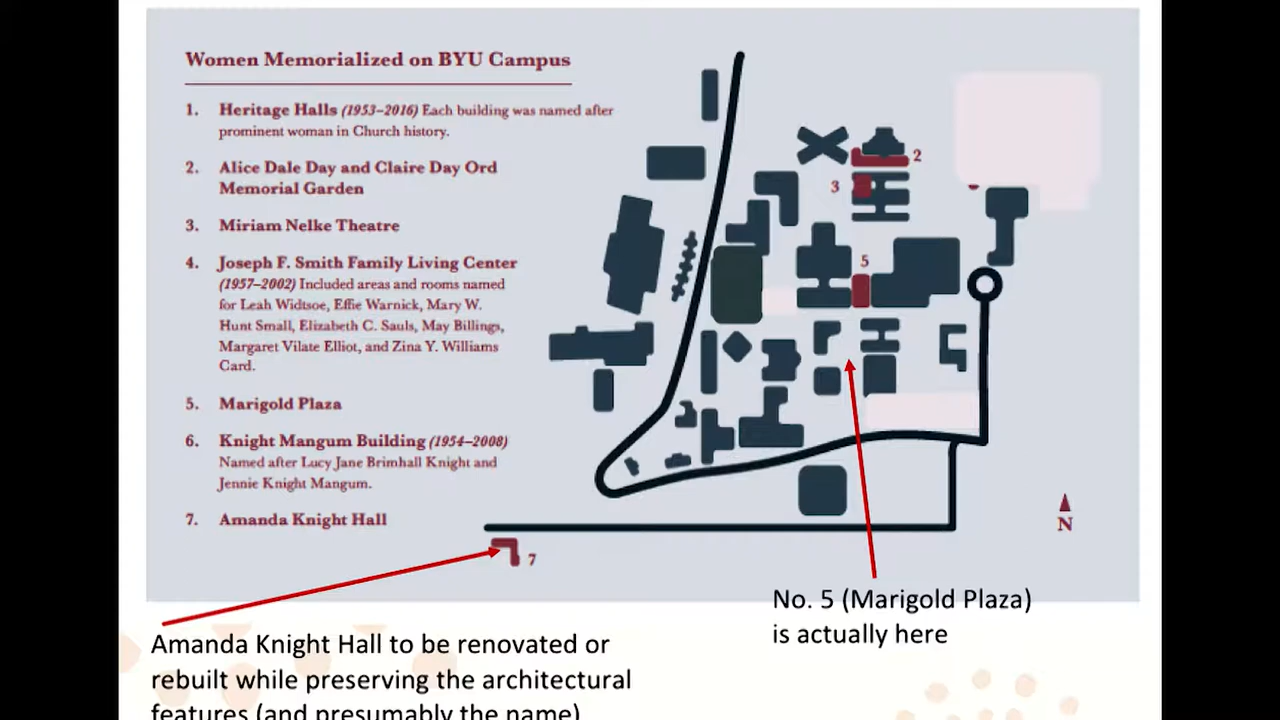 Women Memorialized on BYU Campus
1. Heritage Halls (1953–2016) Each building was named after
prominent woman in Church history.
2. Alice Dale Day and Claire Day Ord
Memorial Garden
3. Miriam Nelke Theatre
4. Joseph F. Smith Family Living Center
(1957–2002) Included areas and rooms named
for Leah Widtsoe, Effie Warnick, Mary W.
Hunt Small, Elizabeth C. Sauls, May Billings,
Margaret Vilate Elliot, and Zina Y. Williams
Card.
5. Marigold Plaza
6. Knight Mangum Building (1954–2008)
Named after Lucy Jane Brimhall Knight and
Jennie Knight Mangum.
7. Amanda Knight Hall
2
3
5
7
N
No. 5 (Marigold Plaza)
is actually here
Amanda Knight Hall to be renovated or
rebuilt while preserving the architectural
features (and presumably the name)